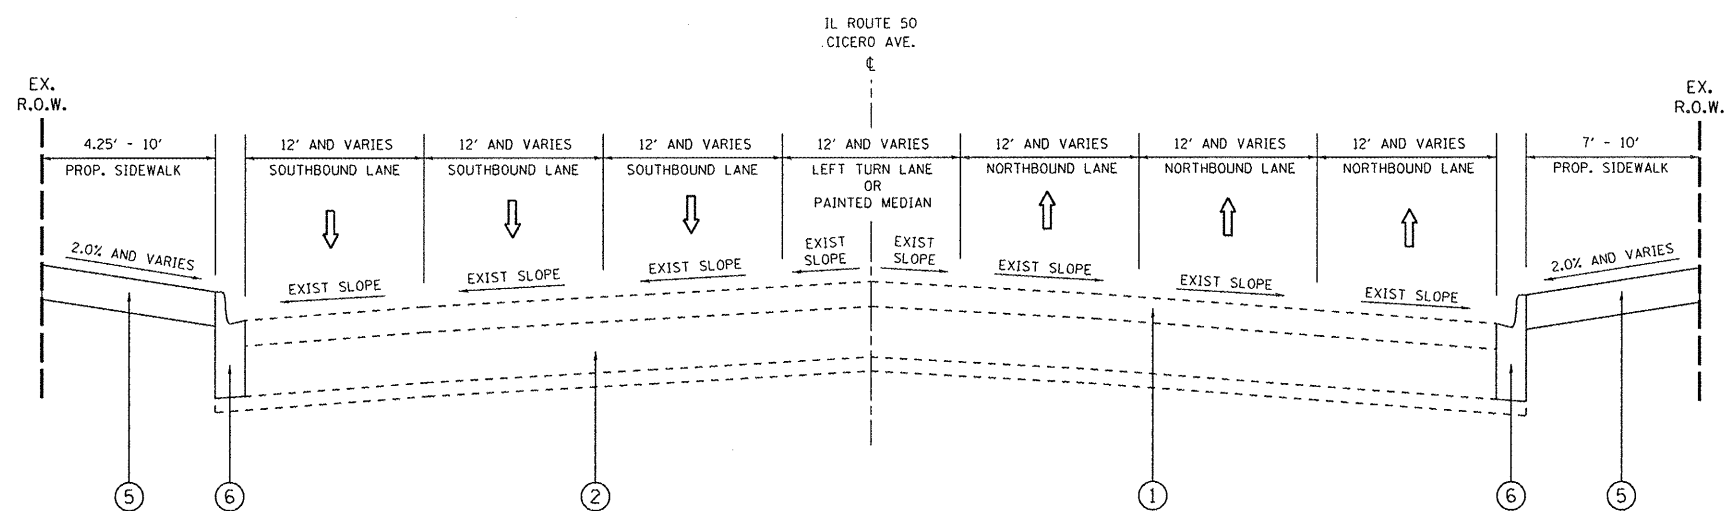 IL ROUTE 50
CICERO AVE.
℄
EX.
R.O.W.
EX.
R.O.W.
4.25' - 10'
PROP. SIDEWALK
12' AND VARIES
SOUTHBOUND LANE
12' AND VARIES
SOUTHBOUND LANE
12' AND VARIES
SOUTHBOUND LANE
12' AND VARIES
LEFT TURN LANE
OR
PAINTED MEDIAN
12' AND VARIES
NORTHBOUND LANE
12' AND VARIES
NORTHBOUND LANE
12' AND VARIES
NORTHBOUND LANE
7' - 10'
PROP. SIDEWALK
2.0% AND VARIES
EXIST SLOPE
EXIST SLOPE
EXIST SLOPE
EXIST
SLOPE
EXIST
SLOPE
EXIST SLOPE
EXIST SLOPE
EXIST SLOPE
2.0% AND VARIES
5
6
2
1
6
5